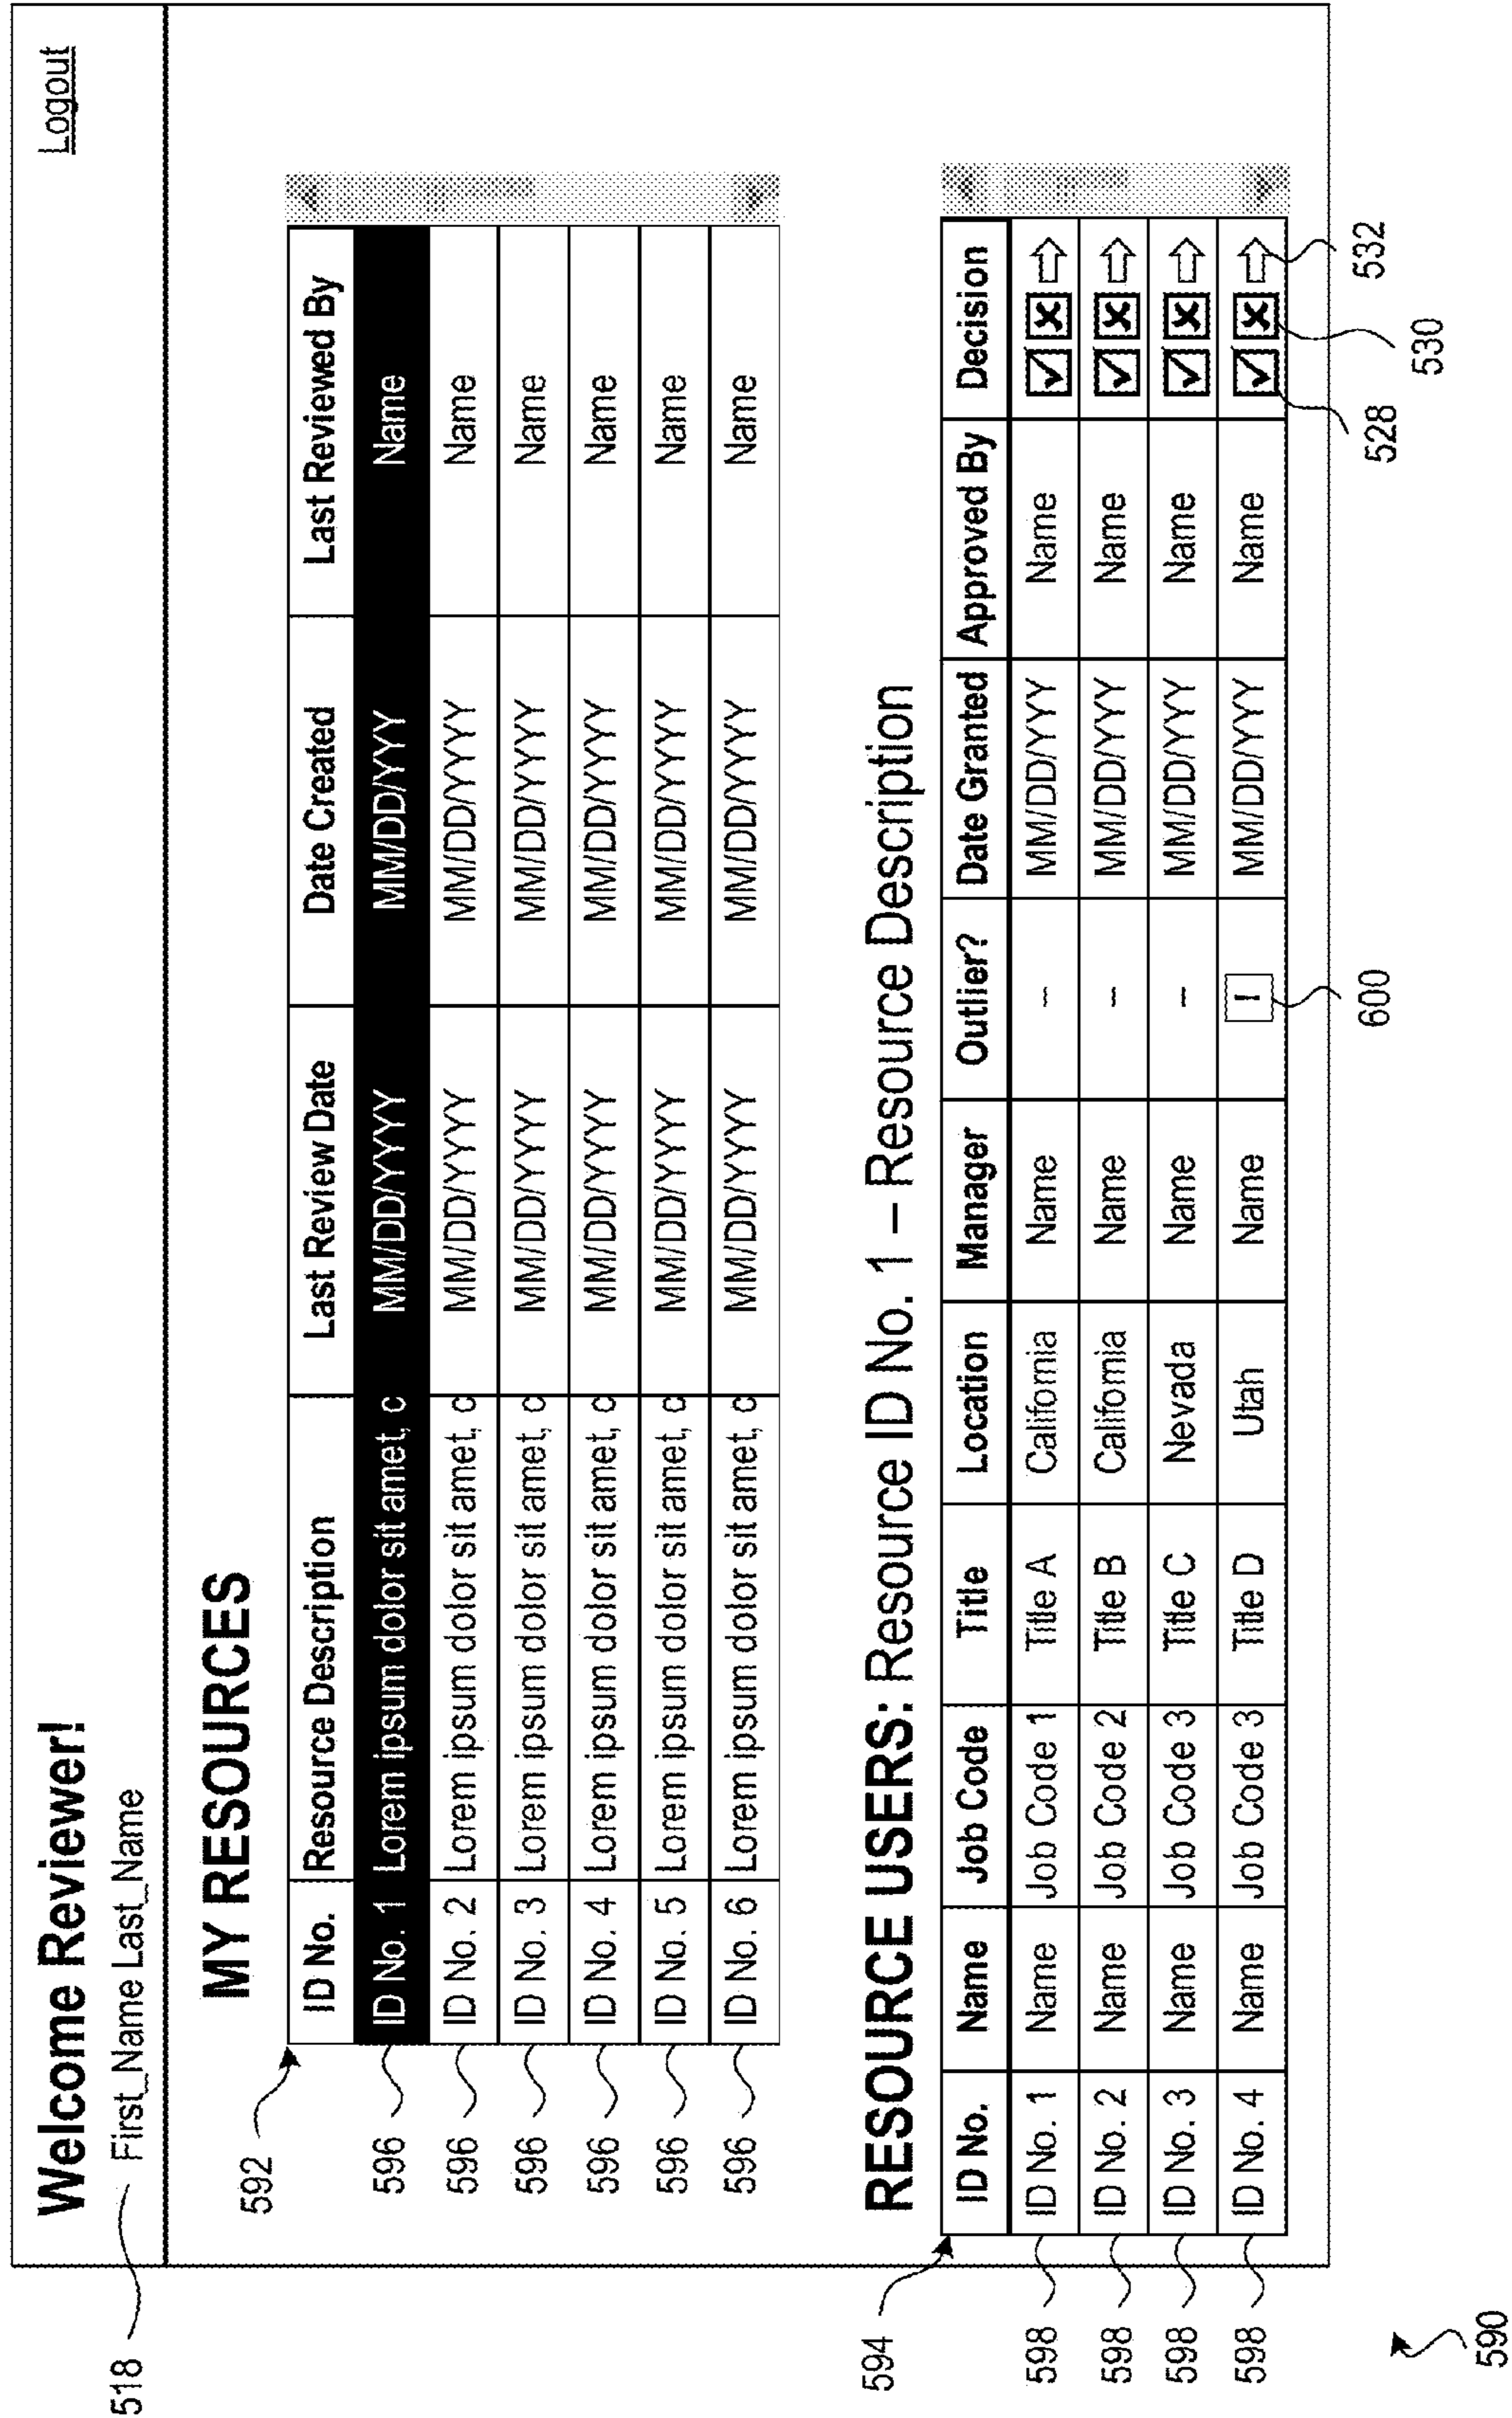 Welcome Reviewer!
Logout
518 First_Name Last_Name
MY RESOURCES
592
ID No. Resource Description Last Review Date Date Created Last Reviewed By
596 ID No. 1 Lorem ipsum dolor sit amet, c MM/DD/YYYY MM/DD/YYY Name
596 ID No. 2 Lorem ipsum dolor sit amet, c MM/DD/YYYY MM/DD/YYYY Name
596 ID No. 3 Lorem ipsum dolor sit amet, c MM/DD/YYYY MM/DD/YYYY Name
596 ID No. 4 Lorem ipsum dolor sit amet, c MM/DD/YYYY MM/DD/YYYY Name
596 ID No. 5 Lorem ipsum dolor sit amet, c MM/DD/YYYY MM/DD/YYYY Name
596 ID No. 6 Lorem ipsum dolor sit amet, c MM/DD/YYYY MM/DD/YYYY Name
RESOURCE USERS: Resource ID No. 1 – Resource Description
594
ID No. Name Job Code Title Location Manager Outlier? Date Granted Approved By Decision
598 ID No. 1 Name Job Code 1 Title A California Name – MM/DD/YYY Name
598 ID No. 2 Name Job Code 2 Title B California Name – MM/DD/YYY Name
598 ID No. 3 Name Job Code 3 Title C Nevada Name – MM/DD/YYY Name
598 ID No. 4 Name Job Code 3 Title D Utah Name ! MM/DD/YYY Name
600 528 530 532
590